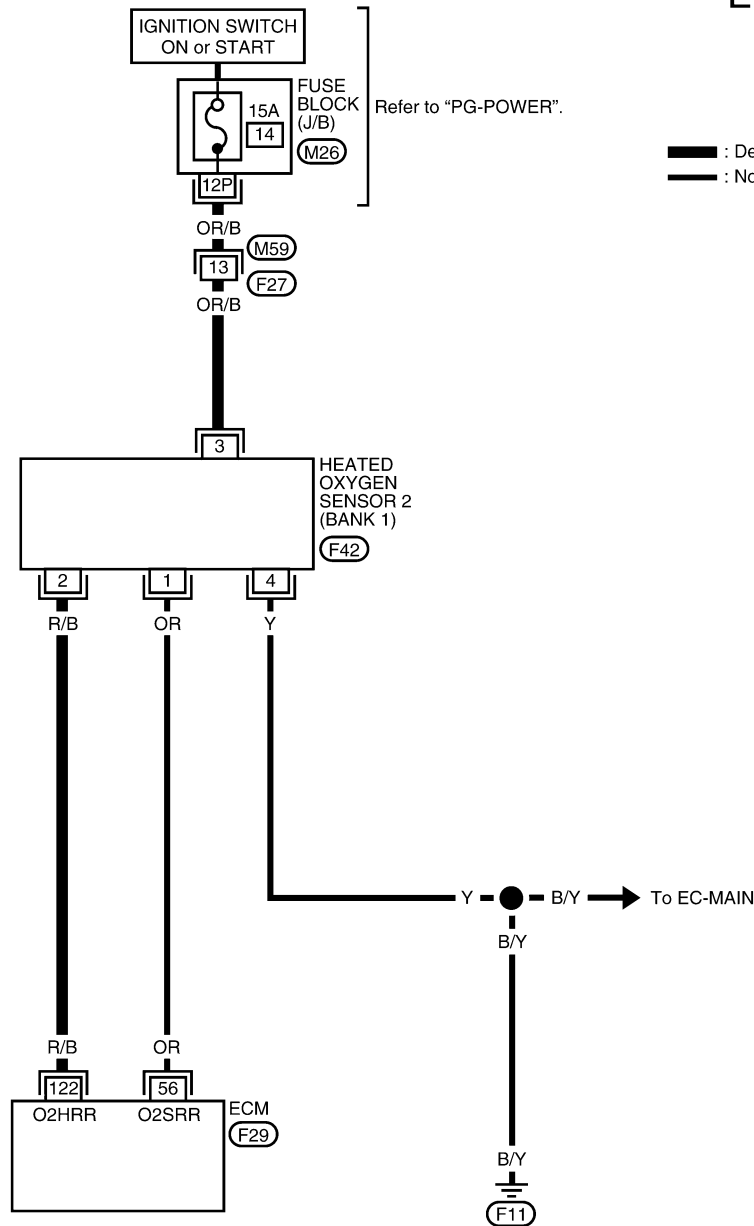 IGNITION SWITCH
ON or START
FUSE
BLOCK
(J/B)
15A
14
M26
Refer to “PG-POWER”.
12P
OR/B
M59
13
F27
OR/B
3
HEATED
OXYGEN
SENSOR 2
(BANK 1)
F42
2 1 4
R/B OR Y
Y B/Y To EC-MAIN
B/Y
R/B OR
122 56
O2HRR O2SRR ECM
F29
B/Y
F11
: De
: No